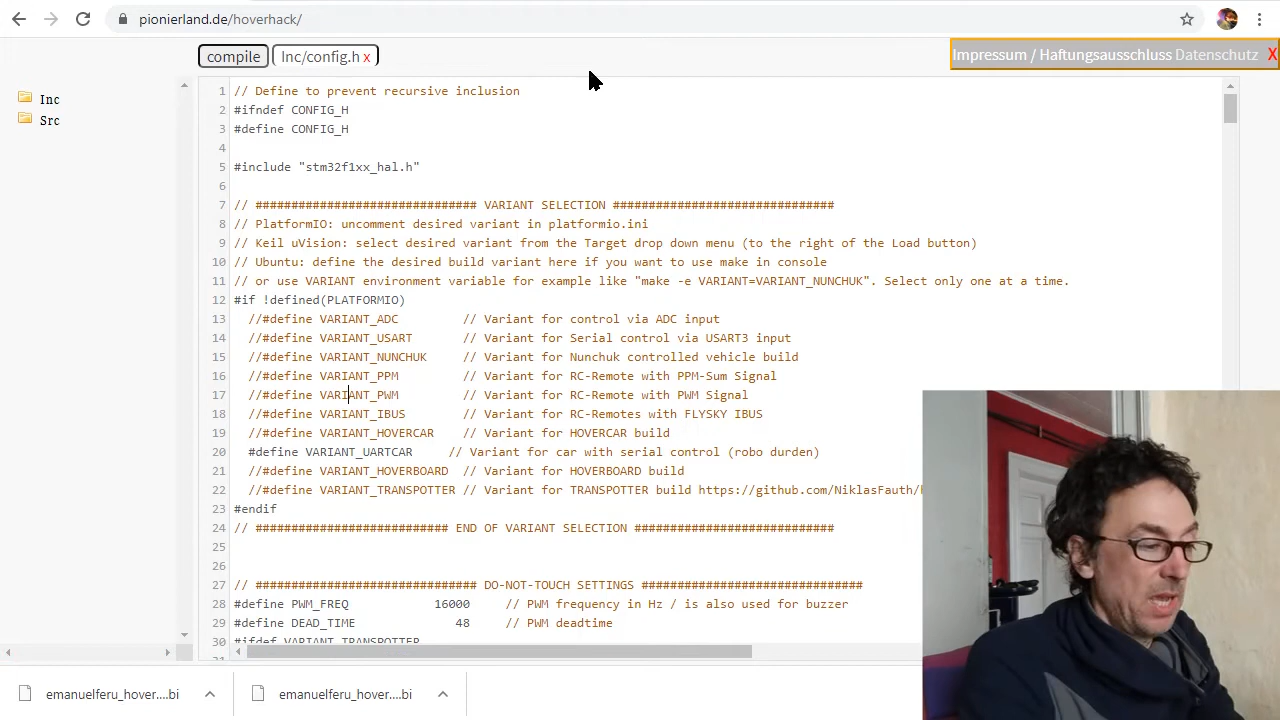 pionierland.de/hoverhack/
compile
Inc/config.h x
Impressum / Haftungsausschluss Datenschutz X
Inc
Src
1 // Define to prevent recursive inclusion
2 #ifndef CONFIG_H
3 #define CONFIG_H
4
5 #include "stm32f1xx_hal.h"
6
7 // ############################### VARIANT SELECTION ###############################
8 // PlatformIO: uncomment desired variant in platformio.ini
9 // Keil uVision: select desired variant from the Target drop down menu (to the right of the Load button)
10 // Ubuntu: define the desired build variant here if you want to use make in console
11 // or use VARIANT environment variable for example like "make -e VARIANT=VARIANT_NUNCHUK". Select only one at a time.
12 #if !defined(PLATFORMIO)
13 //#define VARIANT_ADC // Variant for control via ADC input
14 //#define VARIANT_USART // Variant for Serial control via USART3 input
15 //#define VARIANT_NUNCHUK // Variant for Nunchuk controlled vehicle build
16 //#define VARIANT_PPM // Variant for RC-Remote with PPM-Sum Signal
17 //#define VARIANT_PWM // Variant for RC-Remote with PWM Signal
18 //#define VARIANT_IBUS // Variant for RC-Remotes with FLYSKY IBUS
19 //#define VARIANT_HOVERCAR // Variant for HOVERCAR build
20 #define VARIANT_UARTCAR // Variant for car with serial control (robo durden)
21 //#define VARIANT_HOVERBOARD // Variant for HOVERBOARD build
22 //#define VARIANT_TRANSPOTTER // Variant for TRANSPOTTER build https://github.com/NiklasFauth/
23 #endif
24 // ########################### END OF VARIANT SELECTION ############################
25
26
27 // ############################### DO-NOT-TOUCH SETTINGS ###############################
28 #define PWM_FREQ 16000 // PWM frequency in Hz / is also used for buzzer
29 #define DEAD_TIME 48 // PWM deadtime
30 #ifdef VARIANT_TRANSPOTTER
31
emanuelferu_hover....bi
emanuelferu_hover....bi